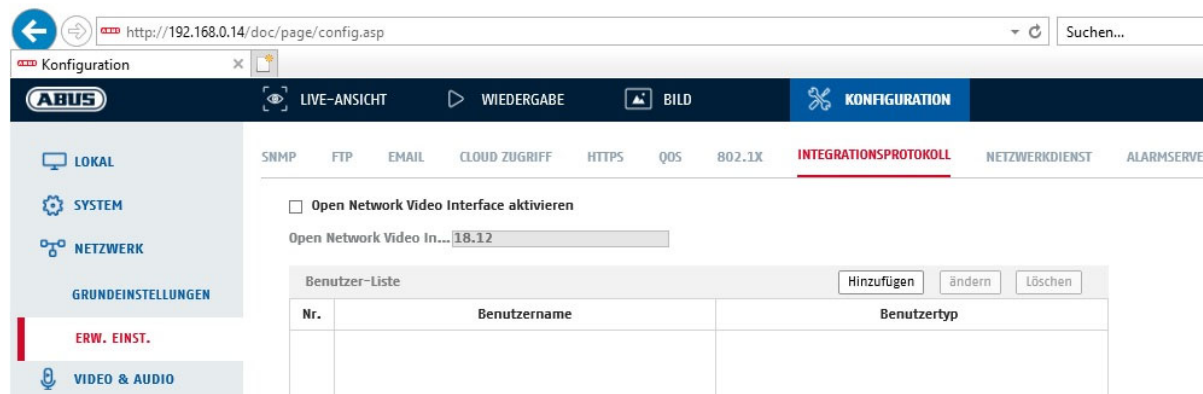 http://192.168.0.14/doc/page/config.asp Suchen...
Konfiguration
ABUS LIVE-ANSICHT WIEDERGABE BILD KONFIGURATION
LOKAL
SYSTEM
NETZWERK
GRUNDEINSTELLUNGEN
ERW. EINST.
VIDEO & AUDIO
SNMP FTP EMAIL CLOUD ZUGRIFF HTTPS QOS 802.1X INTEGRATIONSPROTOKOLL NETZWERKDIENST ALARMSERVE
Open Network Video Interface aktivieren
Open Network Video In... 18.12
Benutzer-Liste Hinzufügen ändern Löschen
Nr. Benutzername Benutzertyp